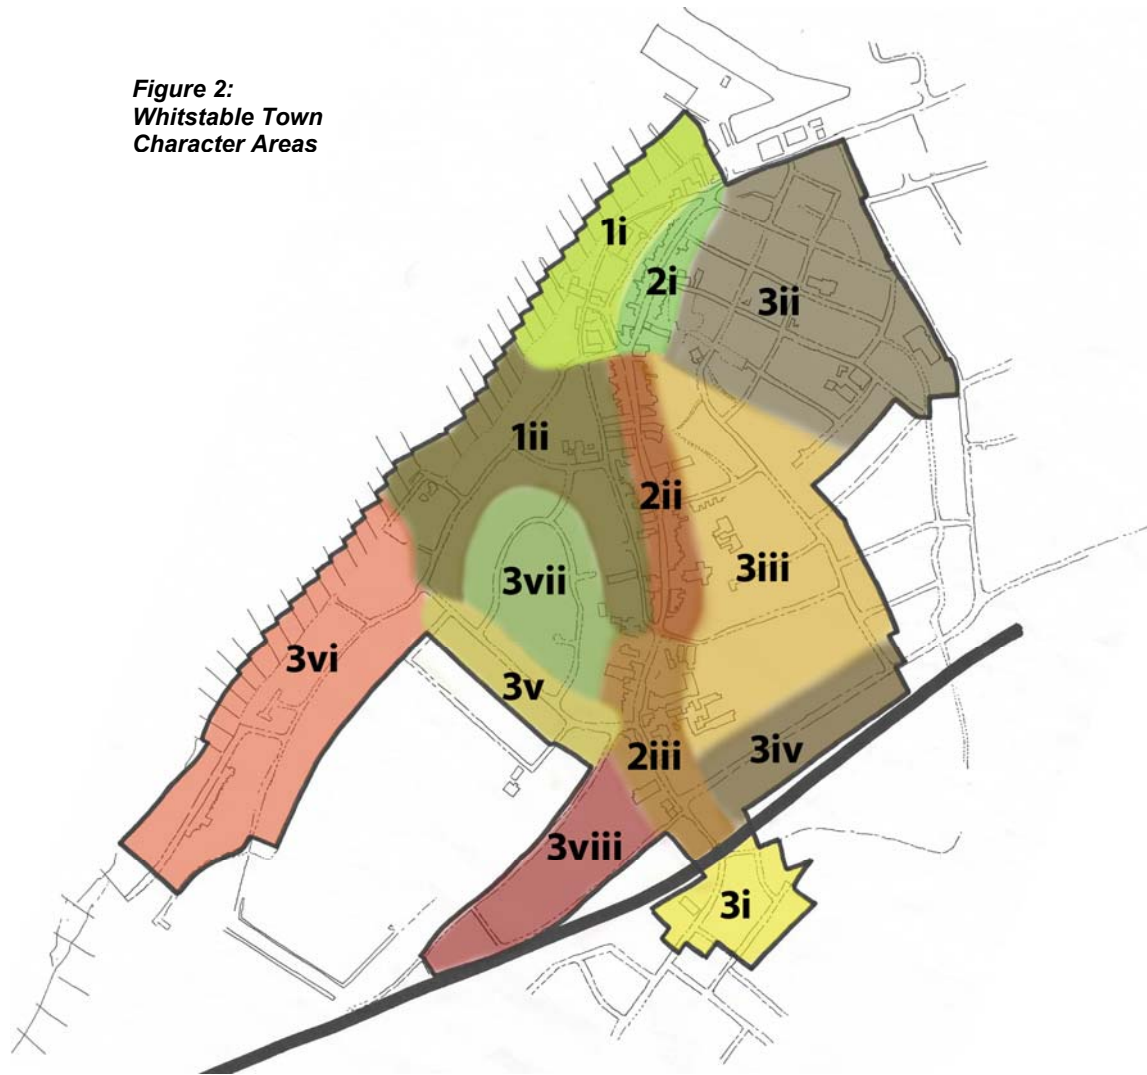 Figure 2:
Whitstable Town
Character Areas
1i
2i
3ii
1ii
2ii
3iii
3vii
3vi
3v
2iii
3iv
3viii
3i